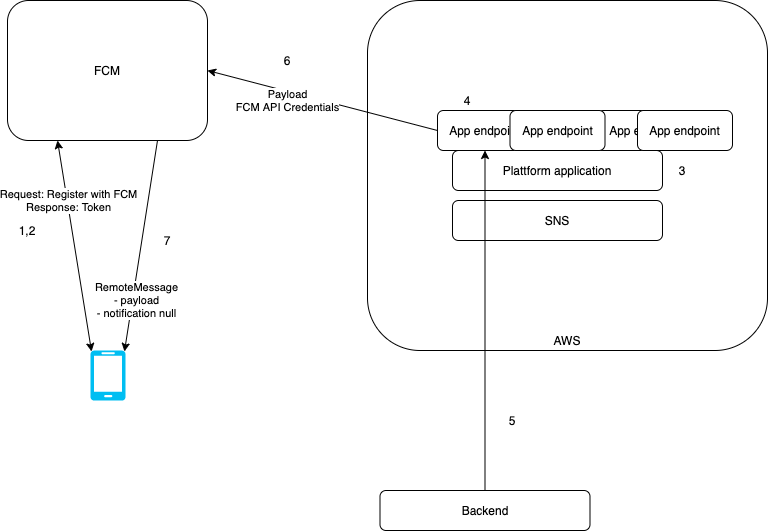 FCM
6
Payload
FCM API Credentials
4
App endpoi
App endpoint
App e
App endpoint
Plattform application
3
SNS
Request: Register with FCM
Response: Token
1,2
7
RemoteMessage
- payload
- notification null
AWS
5
Backend